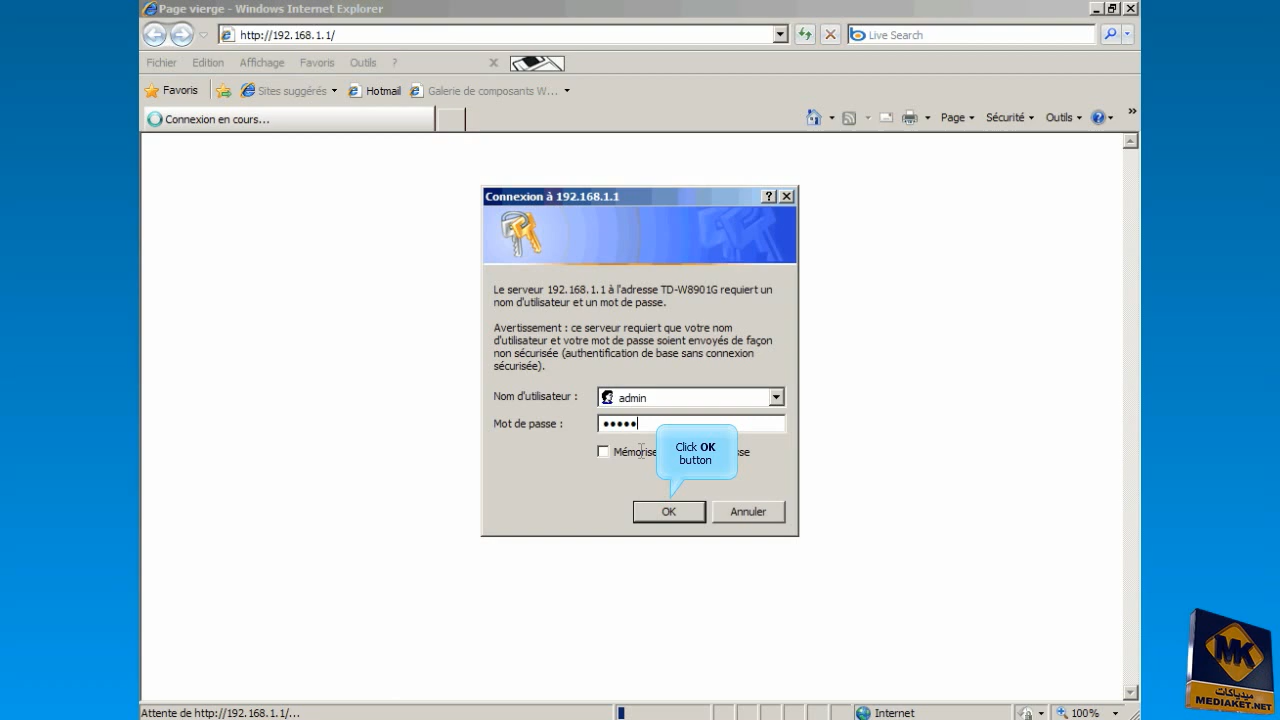 Page vierge - Windows Internet Explorer
http://192.168.1.1/
Live Search
Fichier Edition Affichage Favoris Outils ?
Favoris Sites suggérés Hotmail Galerie de composants W...
Connexion en cours...
Page Sécurité Outils
Connexion à 192.168.1.1
Le serveur 192.168.1.1 à l'adresse TD-W8901G requiert un
nom d'utilisateur et un mot de passe.
Avertissement : ce serveur requiert que votre nom
d'utilisateur et votre mot de passe soient envoyés de façon
non sécurisée (authentification de base sans connexion
sécurisée).
Nom d'utilisateur : admin
Mot de passe : •••••
Click OK
button
OK Annuler
Attente de http://192.168.1.1/... Internet 100%
MK
ميدياكات
MEDIAKET.NET